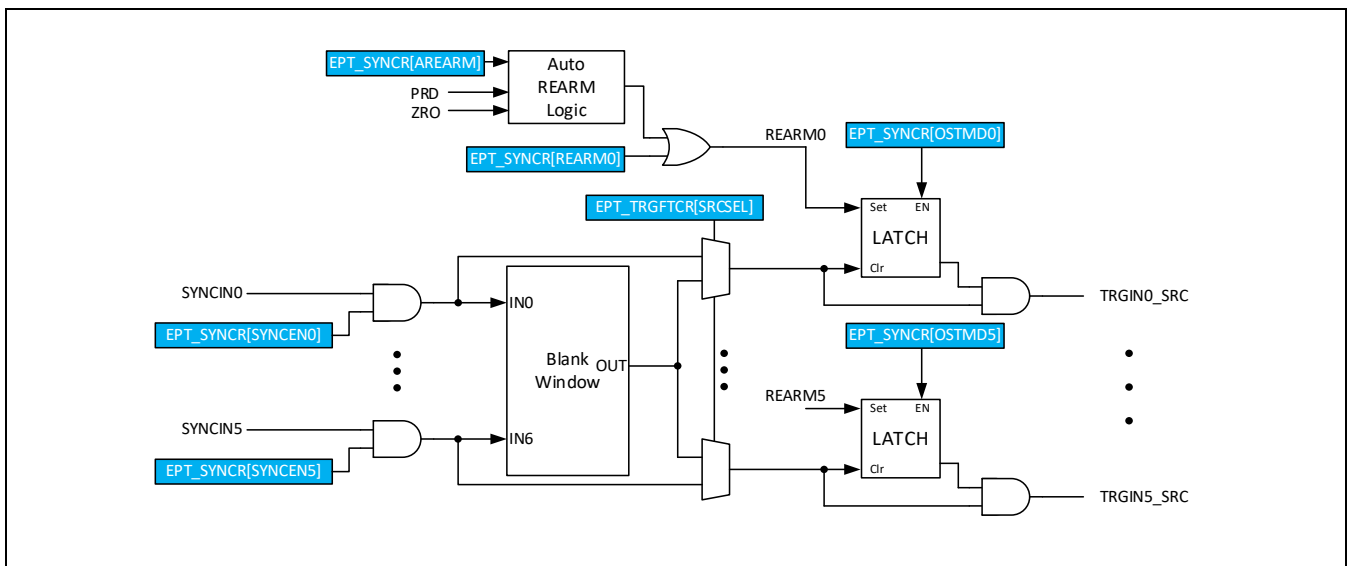 EPT_SYNCR[AREARM]
Auto
REARM
Logic
PRD
ZRO
EPT_SYNCR[REARM0]
REARM0
EPT_SYNCR[OSTMD0]
EPT_TRGFTCR[SRCSEL]
Set EN
LATCH
Clr
SYNCIN0
EPT_SYNCR[SYNCEN0]
IN0
Blank
Window
OUT
TRGIN0_SRC
EPT_SYNCR[OSTMD5]
REARM5
Set EN
LATCH
Clr
SYNCIN5
EPT_SYNCR[SYNCEN5]
IN6
TRGIN5_SRC